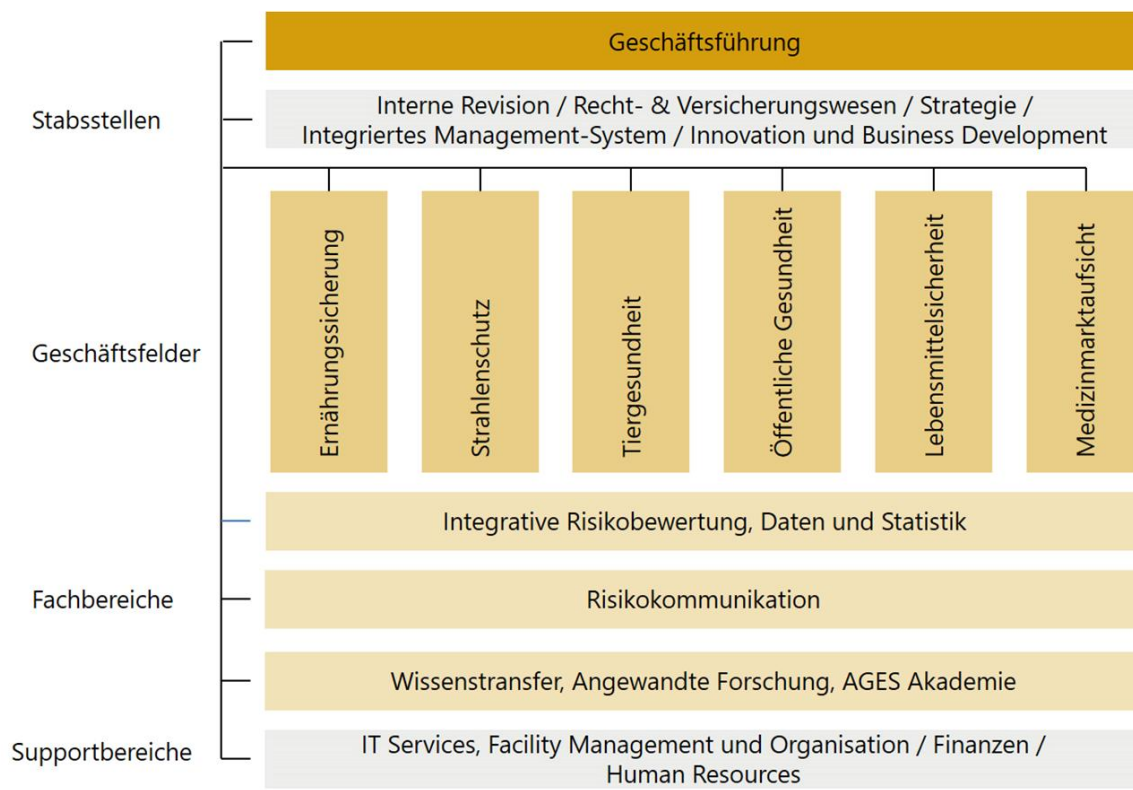 Geschäftsführung
Stabsstellen
Interne Revision / Recht- & Versicherungswesen / Strategie /
Integriertes Management-System / Innovation und Business Development
Geschäftsfelder
Ernährungssicherung
Strahlenschutz
Tiergesundheit
Öffentliche Gesundheit
Lebensmittelsicherheit
Medizinmarktaufsicht
Integrative Risikobewertung, Daten und Statistik
Fachbereiche
Risikokommunikation
Wissenstransfer, Angewandte Forschung, AGES Akademie
Supportbereiche
IT Services, Facility Management und Organisation / Finanzen /
Human Resources